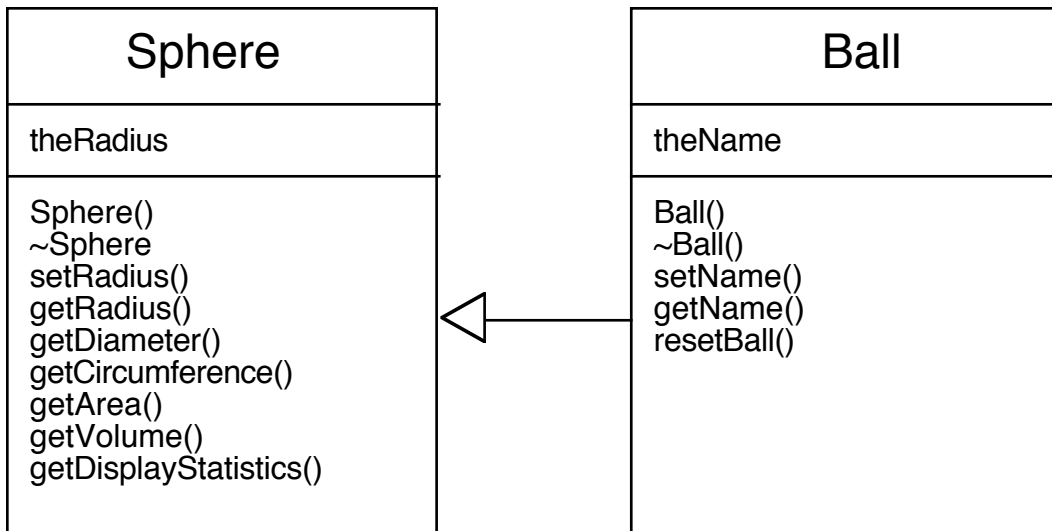 Sphere
theRadius
Sphere()
~Sphere
setRadius()
getRadius()
getDiameter()
getCircumference()
getArea()
getVolume()
getDisplayStatistics()
Ball
theName
Ball()
~Ball()
setName()
getName()
resetBall()